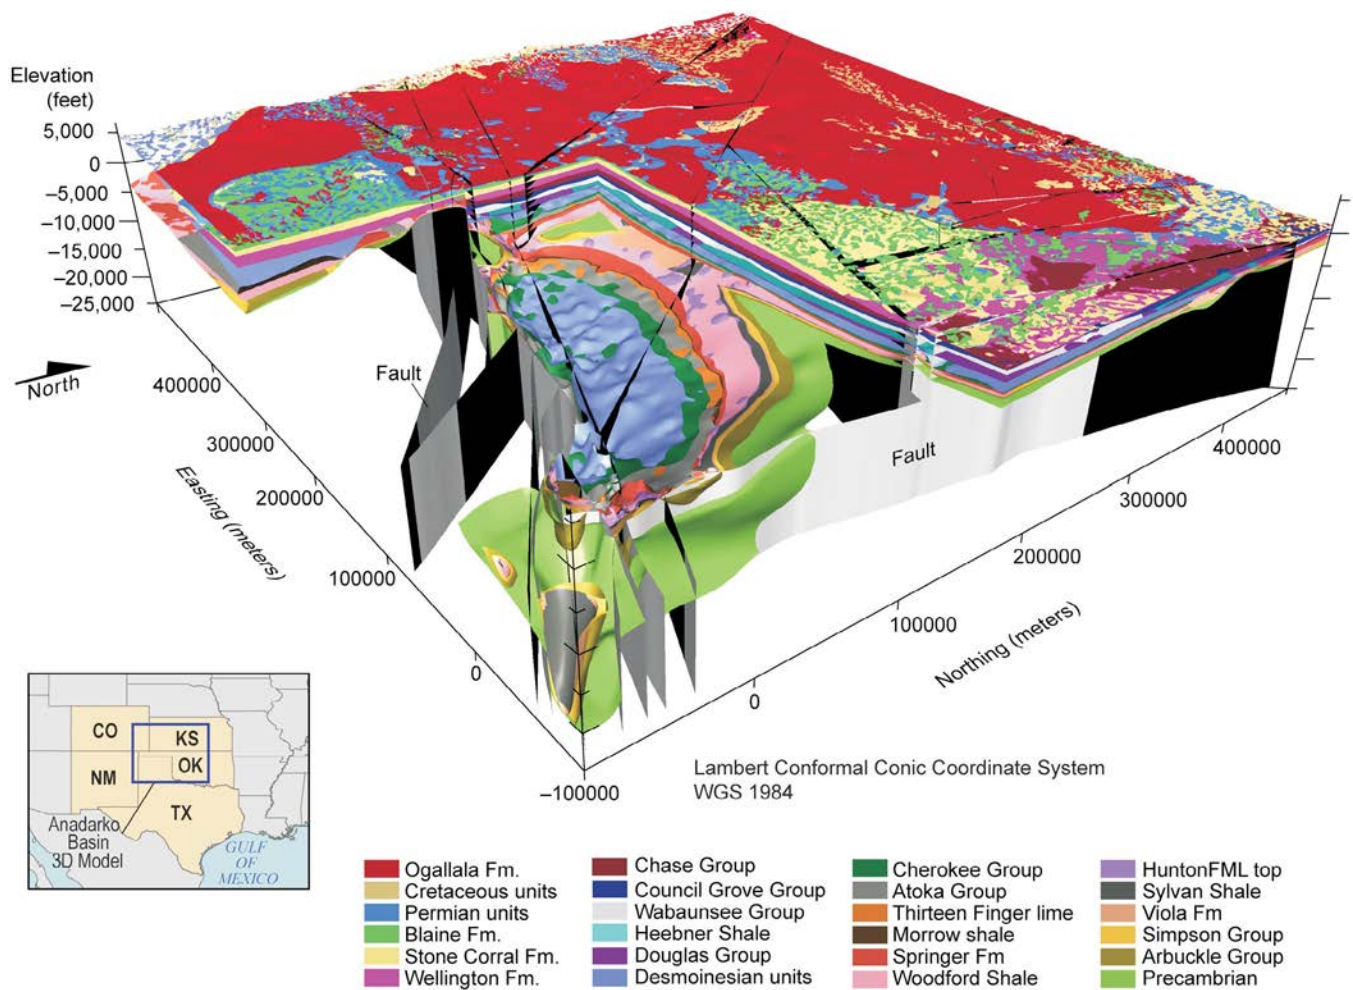 Elevation
(feet)
5,000
0
–5,000
–10,000
–15,000
–20,000
–25,000
North
400000
300000
200000
100000
0
–100000
Easting (meters)
Fault
Fault
400000
300000
200000
100000
0
Northing (meters)
Lambert Conformal Conic Coordinate System
WGS 1984
CO
KS
NM
OK
TX
Anadarko
Basin
3D Model
GULF
OF
MEXICO
Ogallala Fm.
Cretaceous units
Permian units
Blaine Fm.
Stone Corral Fm.
Wellington Fm.
Chase Group
Council Grove Group
Wabaunsee Group
Heebner Shale
Douglas Group
Desmoinesian units
Cherokee Group
Atoka Group
Thirteen Finger lime
Morrow shale
Springer Fm
Woodford Shale
HuntonFML top
Sylvan Shale
Viola Fm
Simpson Group
Arbuckle Group
Precambrian